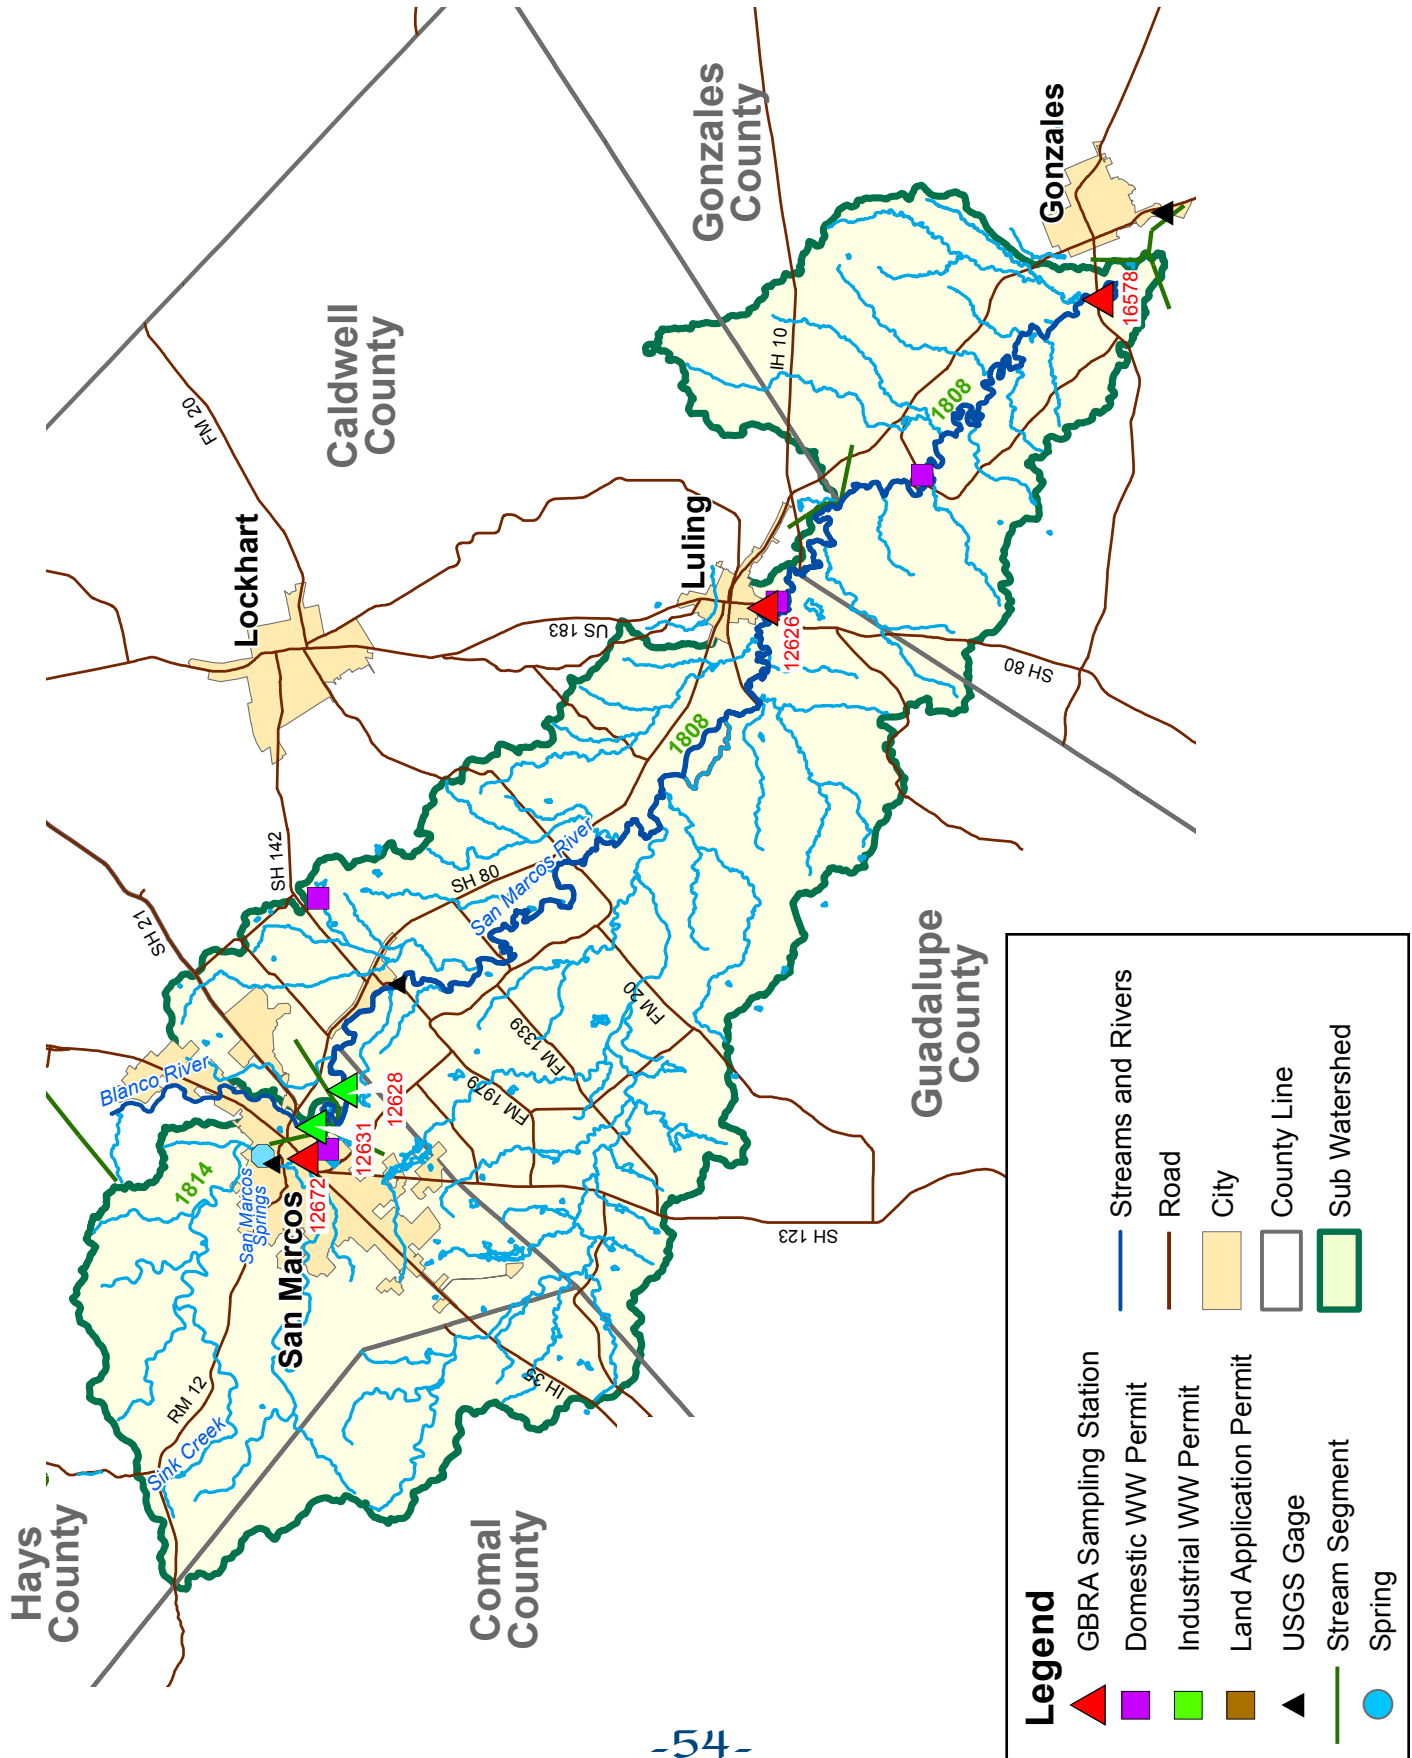 Hays
County
Comal
County
Guadalupe
County
Caldwell
County
Gonzales
County
San Marcos
Lockhart
Luling
Gonzales
Sink Creek
San Marcos
Springs
Blanco River
San Marcos River
RM 12
IH 35
SH 123
SH 21
SH 142
SH 80
FM 1979
FM 1339
FM 20
FM 20
US 183
SH 80
IH 10
1814
1808
1808
12672
12631
12628
12626
16578
Legend
GBRA Sampling Station
Domestic WW Permit
Industrial WW Permit
Land Application Permit
USGS Gage
Stream Segment
Spring
Streams and Rivers
Road
City
County Line
Sub Watershed
-54-